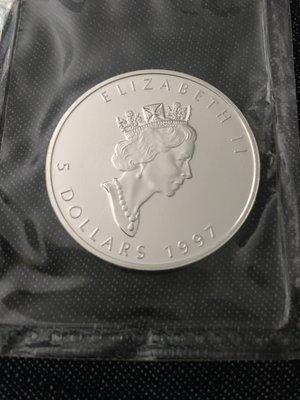 ELIZABETH II
5 DOLLARS 1997